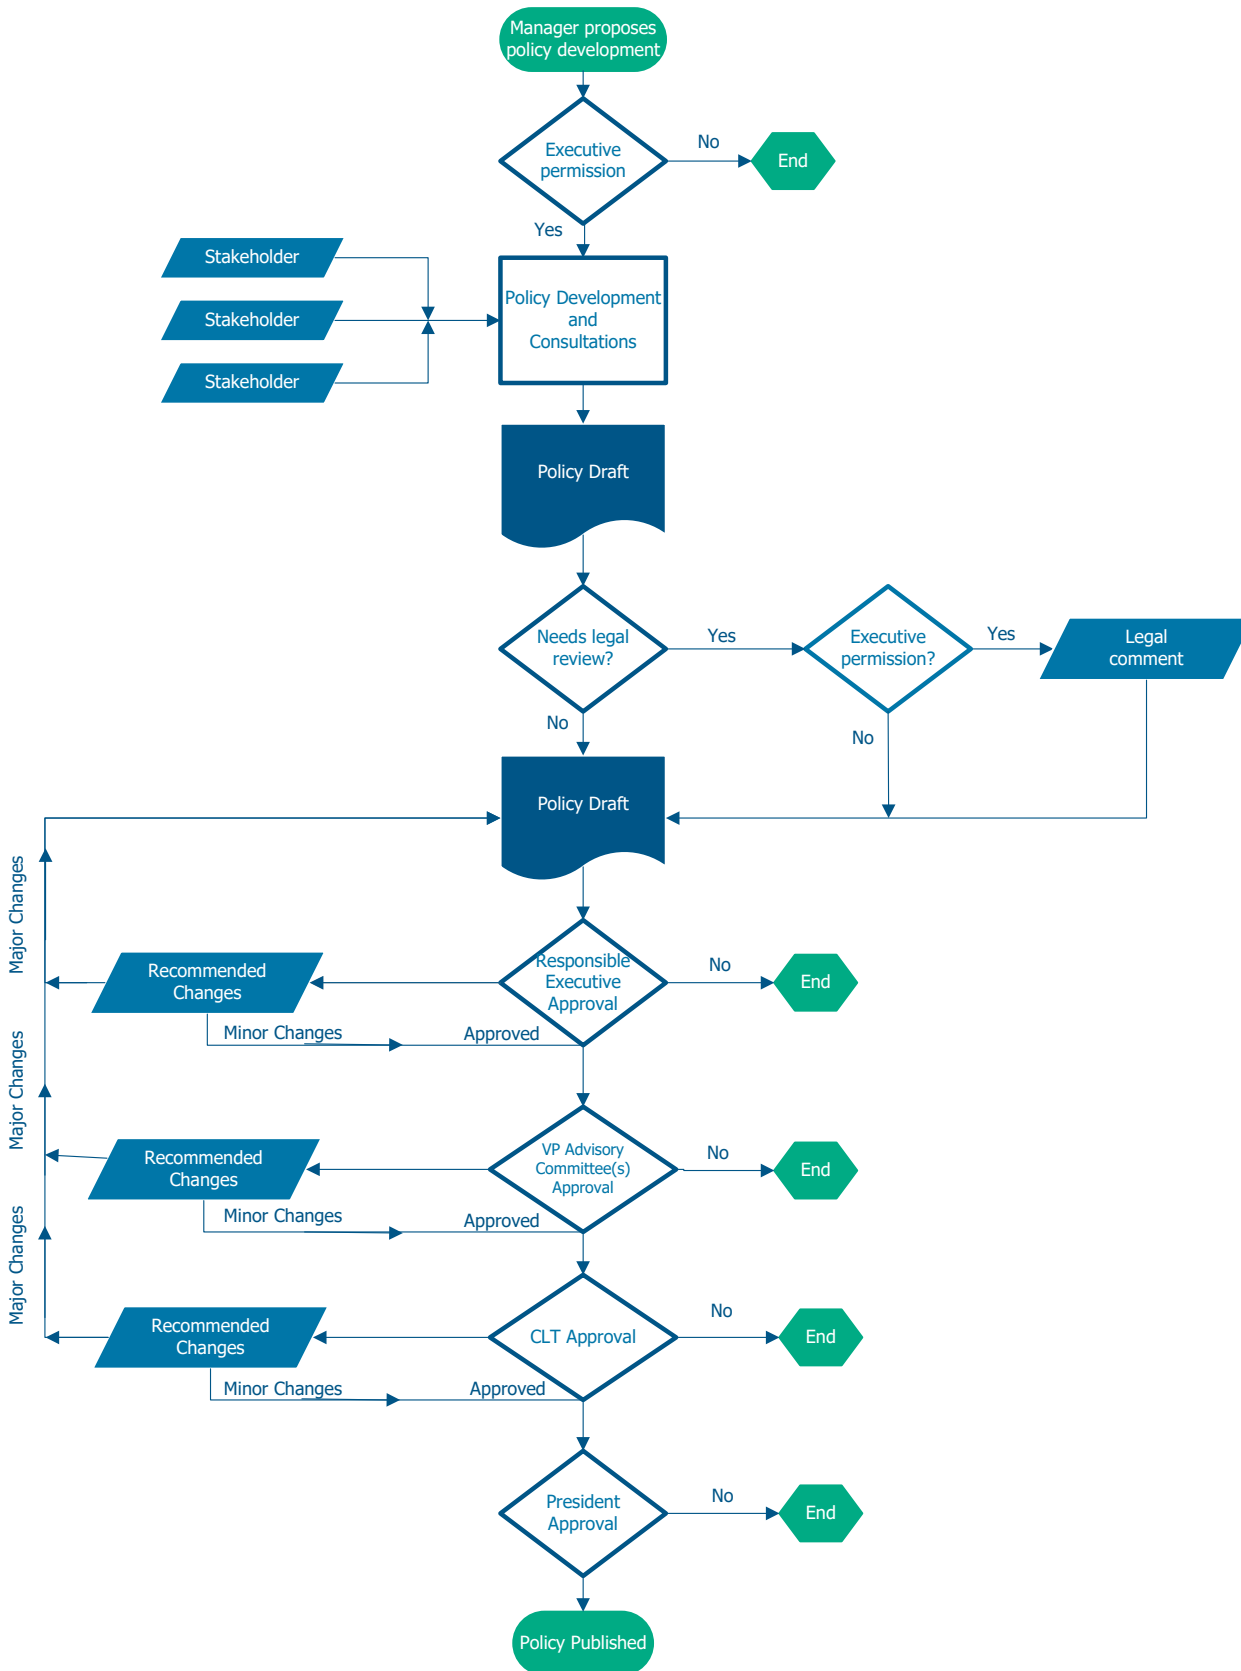 Manager proposes
policy development
Executive
permission
No
End
Yes
Stakeholder
Stakeholder
Stakeholder
Policy Development
and
Consultations
Policy Draft
Needs legal
review?
Yes
Executive
permission?
Yes
Legal
comment
No
No
Policy Draft
Major Changes
Recommended
Changes
Responsible
Executive
Approval
No
End
Minor Changes
Approved
Major Changes
Recommended
Changes
VP Advisory
Committee(s)
Approval
No
End
Minor Changes
Approved
Major Changes
Recommended
Changes
CLT Approval
No
End
Minor Changes
Approved
President
Approval
No
End
Policy Published